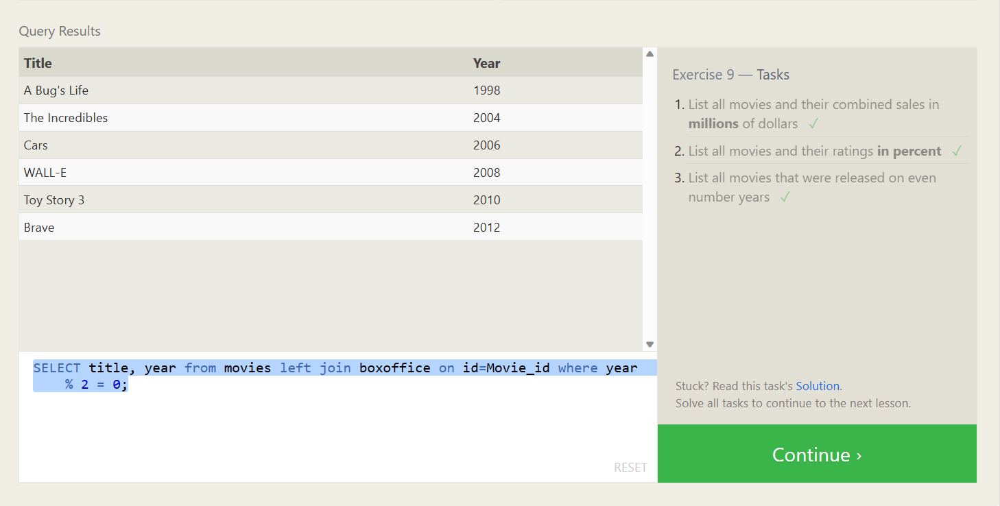 Query Results
Title Year
A Bug's Life 1998
The Incredibles 2004
Cars 2006
WALL-E 2008
Toy Story 3 2010
Brave 2012
SELECT title, year from movies left join boxoffice on id=Movie_id where year
% 2 = 0;
RESET
Exercise 9 — Tasks
1. List all movies and their combined sales in
millions of dollars ✓
2. List all movies and their ratings in percent ✓
3. List all movies that were released on even
number years ✓
Stuck? Read this task's Solution.
Solve all tasks to continue to the next lesson.
Continue ›